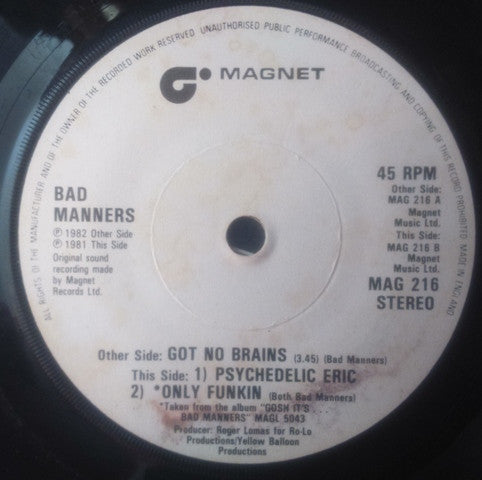 ALL RIGHTS OF THE MANUFACTURER AND OF THE OWNER OF THE RECORDED WORK RESERVED UNAUTHORISED PUBLIC PERFORMANCE BROADCASTING AND COPYING OF THIS RECORD PROHIBITED MADE IN ENGLAND
MAGNET
BAD
MANNERS
℗ 1982 Other Side
℗ 1981 This Side
Original sound
recording made
by Magnet
Records Ltd.
45 RPM
Other Side:
MAG 216 A
Magnet
Music Ltd.
This Side:
MAG 216 B
Magnet
Music Ltd.
MAG 216
STEREO
Other Side: GOT NO BRAINS (3.45) (Bad Manners)
This Side: 1) PSYCHEDELIC ERIC
2) *ONLY FUNKIN (Both Bad Manners)
*Taken from the album "GOSH IT'S
BAD MANNERS" MAGL 5043
Producer: Roger Lomas for Ro-Lo
Productions/Yellow Balloon
Productions